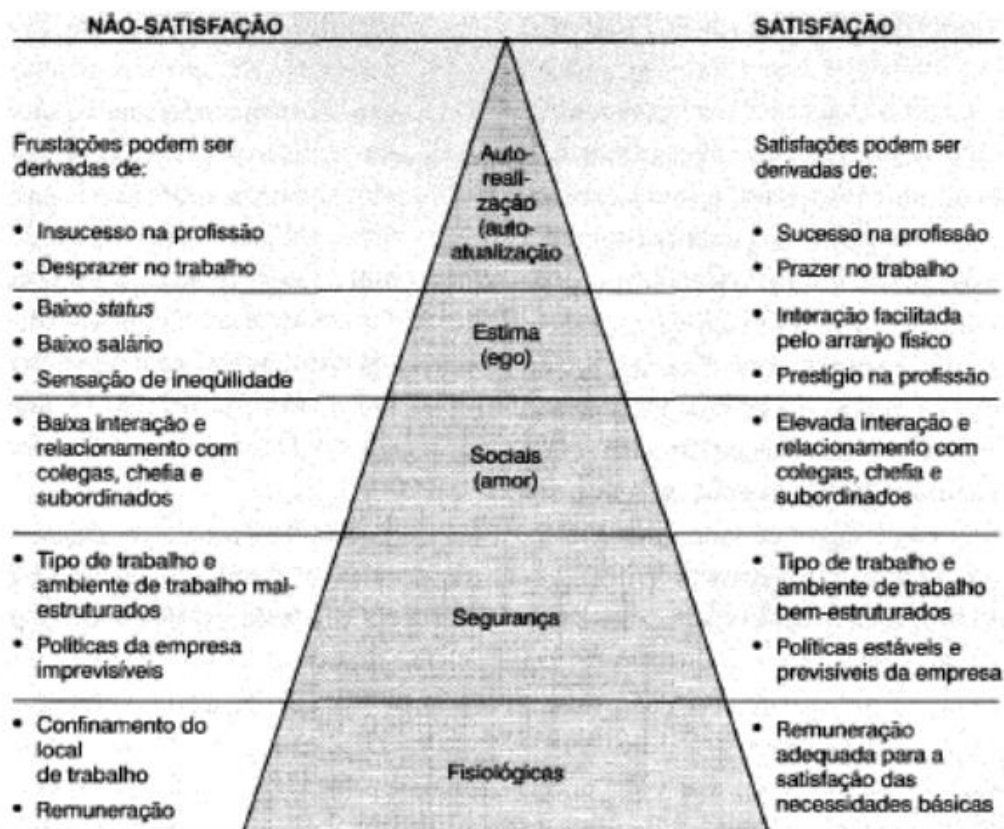 NÃO-SATISFAÇÃO
SATISFAÇÃO
Frustações podem ser
derivadas de:
• Insucesso na profissão
• Desprazer no trabalho
Auto-
reali-
zação
(auto-
atualização
Satisfações podem ser
derivadas de:
• Sucesso na profissão
• Prazer no trabalho
• Baixo status
• Baixo salário
• Sensação de ineqüilidade
Estima
(ego)
• Interação facilitada
pelo arranjo físico
• Prestígio na profissão
• Baixa interação e
relacionamento com
colegas, chefia e
subordinados
Sociais
(amor)
• Elevada interação e
relacionamento com
colegas, chefia e
subordinados
• Tipo de trabalho e
ambiente de trabalho mal-
estruturados
• Políticas da empresa
imprevisíveis
Segurança
• Tipo de trabalho e
ambiente de trabalho
bem-estruturados
• Políticas estáveis e
previsíveis da empresa
• Confinamento do
local
de trabalho
• Remuneração
Fisiológicas
• Remuneração
adequada para a
satisfação das
necessidades básicas